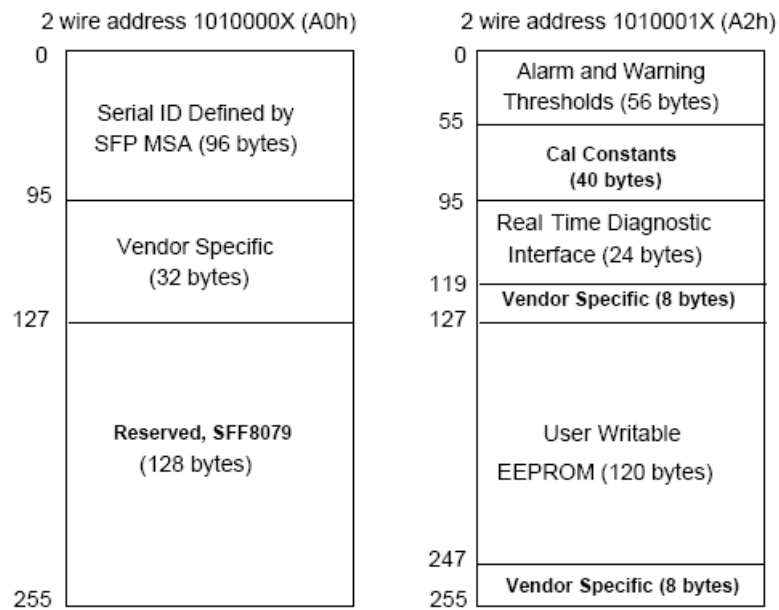 2 wire address 1010000X (A0h)
0
Serial ID Defined by
SFP MSA (96 bytes)
95
Vendor Specific
(32 bytes)
127
Reserved, SFF8079
(128 bytes)
255
2 wire address 1010001X (A2h)
0
Alarm and Warning
Thresholds (56 bytes)
55
Cal Constants
(40 bytes)
95
Real Time Diagnostic
Interface (24 bytes)
119
Vendor Specific (8 bytes)
127
User Writable
EEPROM (120 bytes)
247
Vendor Specific (8 bytes)
255